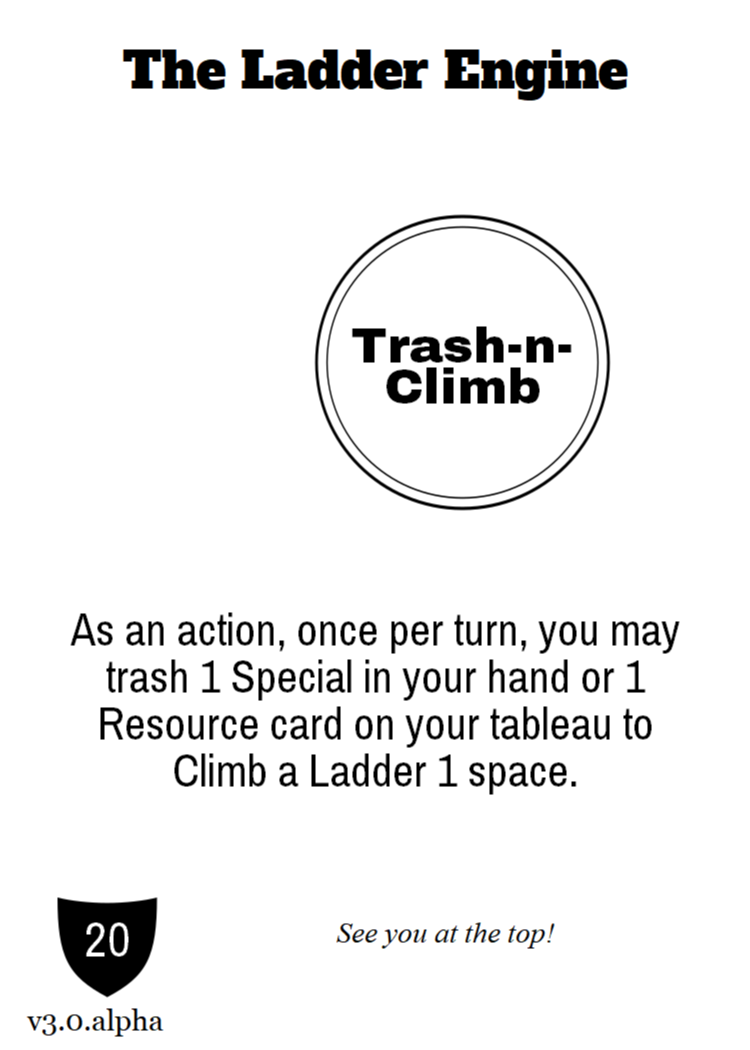 The Ladder Engine
Trash-n-
Climb
As an action, once per turn, you may
trash 1 Special in your hand or 1
Resource card on your tableau to
Climb a Ladder 1 space.
20
See you at the top!
v3.0.alpha